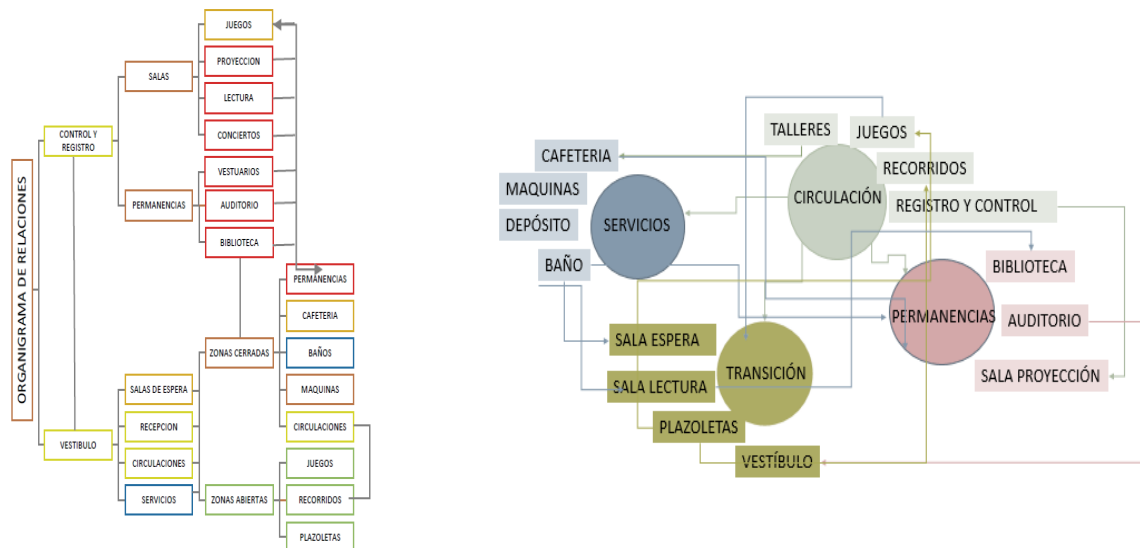 ORGANIGRAMA DE RELACIONES
CONTROL Y
REGISTRO
VESTIBULO
SALAS
PERMANENCIAS
JUEGOS
PROYECCION
LECTURA
CONCIERTOS
VESTUARIOS
AUDITORIO
BIBLIOTECA
SALAS DE ESPERA
RECEPCION
CIRCULACIONES
SERVICIOS
ZONAS CERRADAS
ZONAS ABIERTAS
PERMANENCIAS
CAFETERIA
BAÑOS
MAQUINAS
CIRCULACIONES
JUEGOS
RECORRIDOS
PLAZOLETAS
TALLERES
JUEGOS
RECORRIDOS
REGISTRO Y CONTROL
CIRCULACIÓN
CAFETERIA
MAQUINAS
DEPÓSITO
BAÑO
SERVICIOS
BIBLIOTECA
AUDITORIO
SALA PROYECCIÓN
PERMANENCIAS
SALA ESPERA
SALA LECTURA
PLAZOLETAS
VESTÍBULO
TRANSICIÓN